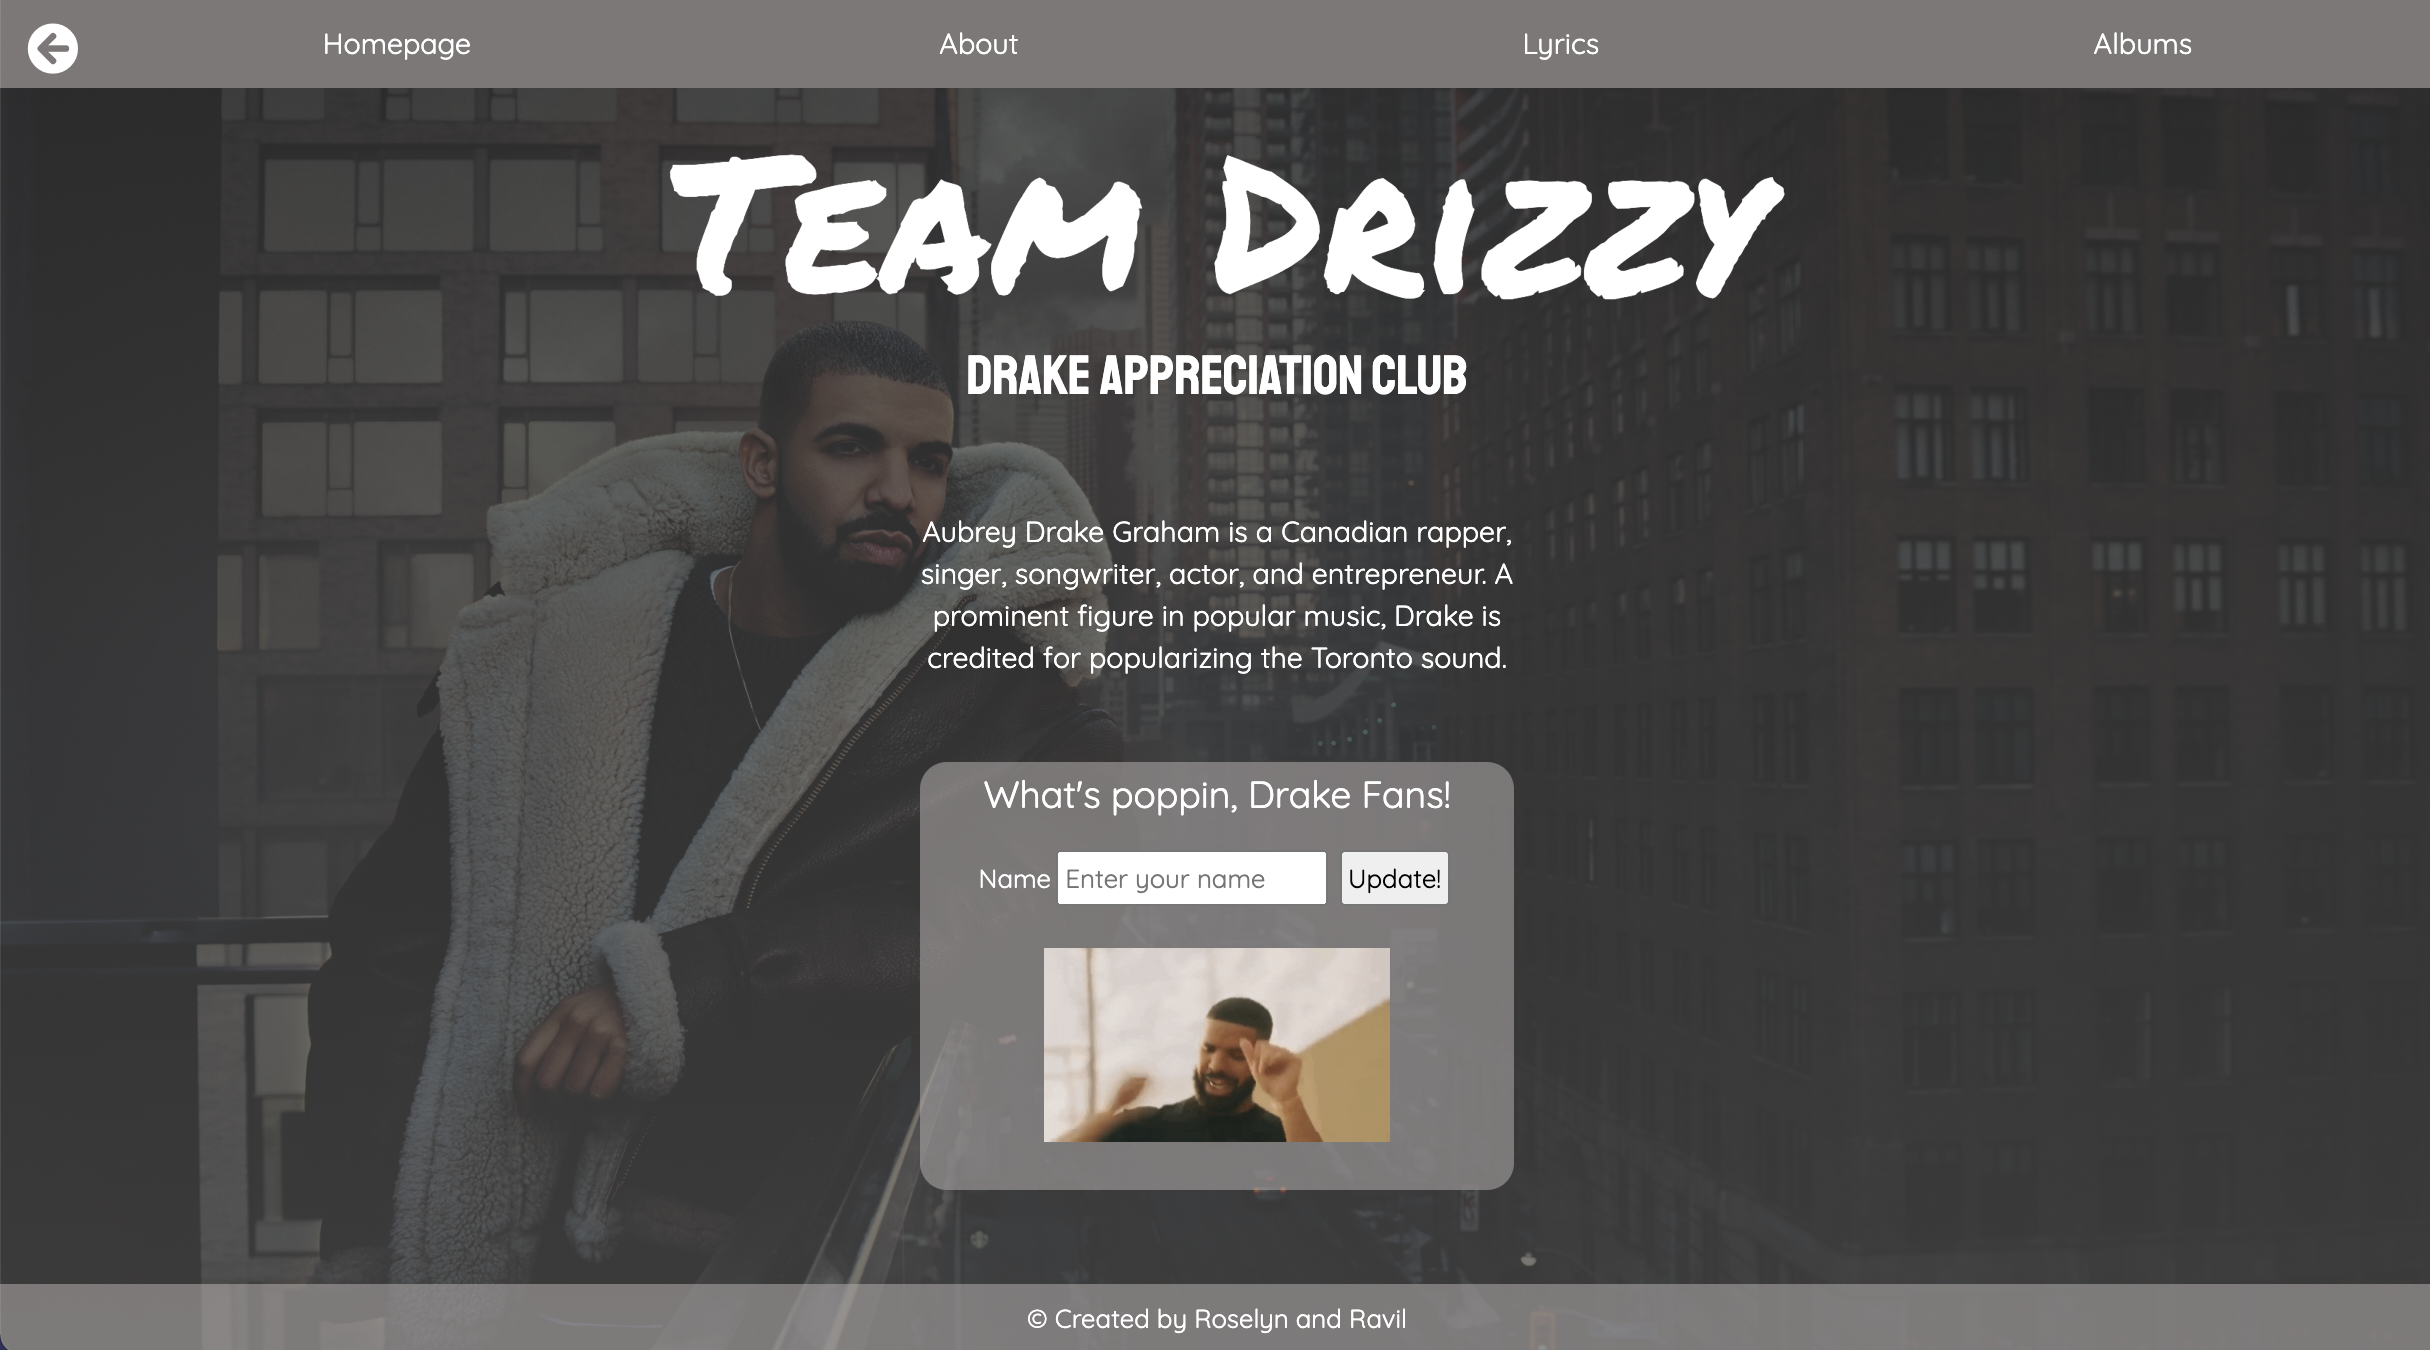 Homepage About Lyrics Albums
TEAM DRIZZY
DRAKE APPRECIATION CLUB
Aubrey Drake Graham is a Canadian rapper,
singer, songwriter, actor, and entrepreneur. A
prominent figure in popular music, Drake is
credited for popularizing the Toronto sound.
What's poppin, Drake Fans!
Name Enter your name Update!
© Created by Roselyn and Ravil